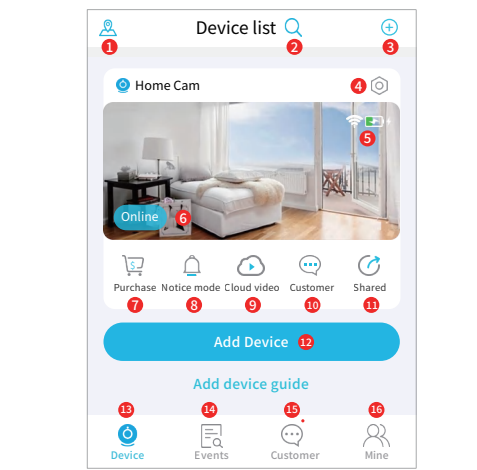 Device list
1 2 3
Home Cam 4
5
Online 6
$
Purchase Notice mode Cloud video Customer Shared
7 8 9 10 11
Add Device 12
Add device guide
13 14 15 16
Device Events Customer Mine